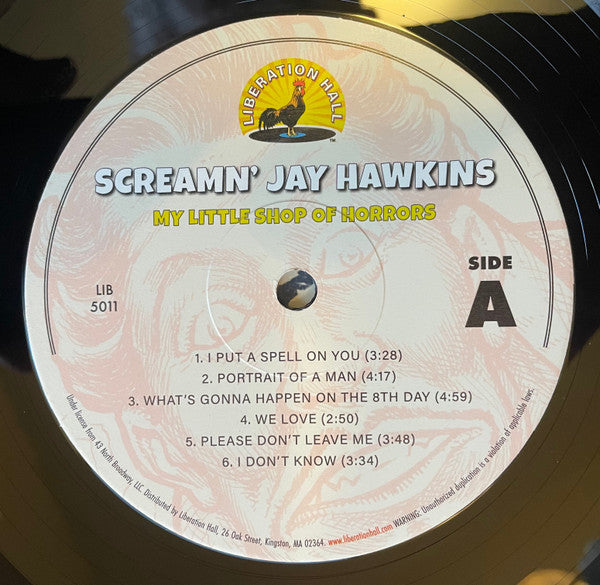 LIBERATION HALL
TM
SCREAMN' JAY HAWKINS
MY LITTLE SHOP OF HORRORS
LIB
5011
SIDE
A
1. I PUT A SPELL ON YOU (3:28)
2. PORTRAIT OF A MAN (4:17)
3. WHAT'S GONNA HAPPEN ON THE 8TH DAY (4:59)
4. WE LOVE (2:50)
5. PLEASE DON'T LEAVE ME (3:48)
6. I DON'T KNOW (3:34)
Under license from 43 North Broadway, LLC. Distributed by Liberation Hall, 26 Oak Street, Kingston, MA 02364. www.liberationhall.com WARNING: Unauthorized duplication is a violation of applicable laws.